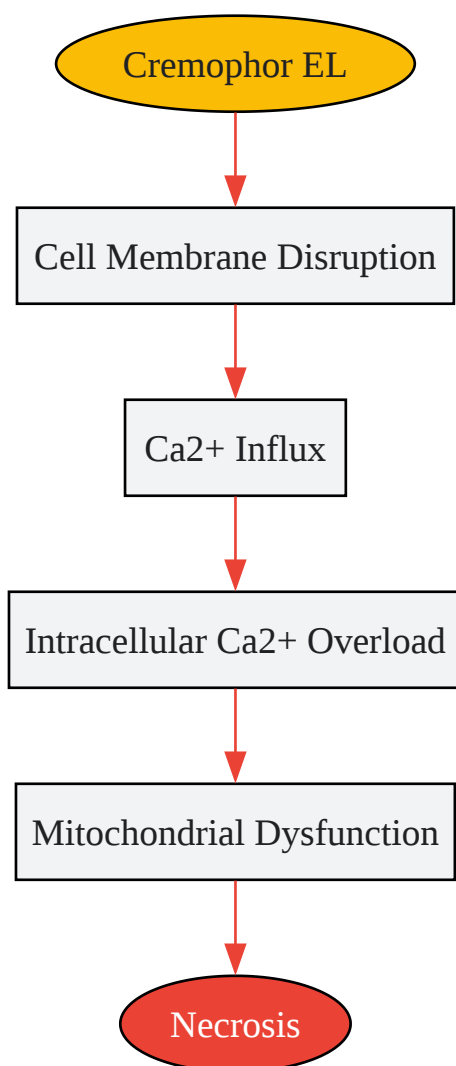 Cremophor EL
Cell Membrane Disruption
Ca2+ Influx
Intracellular Ca2+ Overload
Mitochondrial Dysfunction
Necrosis